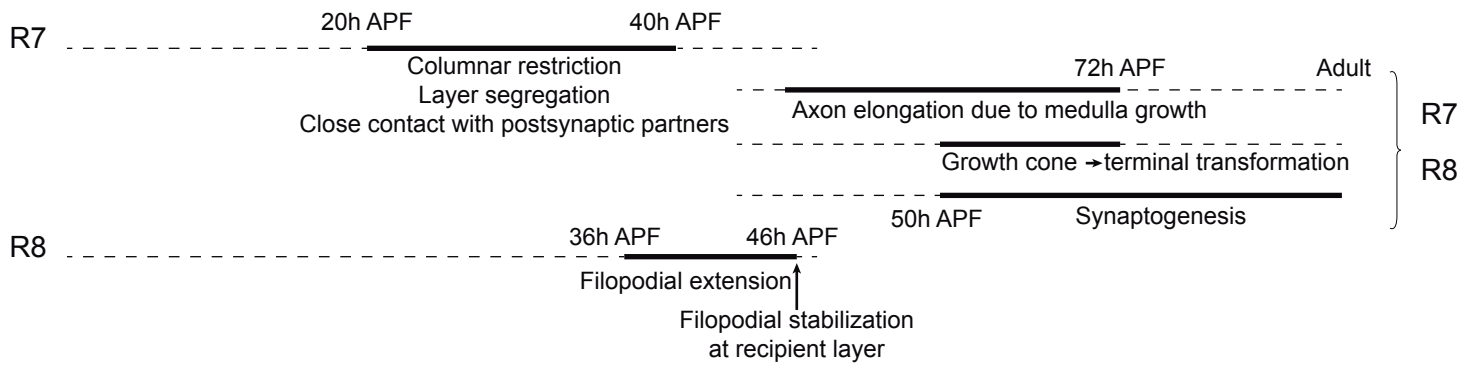 R7
20h APF
40h APF
Columnar restriction
Layer segregation
Close contact with postsynaptic partners
72h APF
Adult
Axon elongation due to medulla growth
Growth cone → terminal transformation
50h APF
Synaptogenesis
R7
R8
R8
36h APF
46h APF
Filopodial extension
Filopodial stabilization
at recipient layer